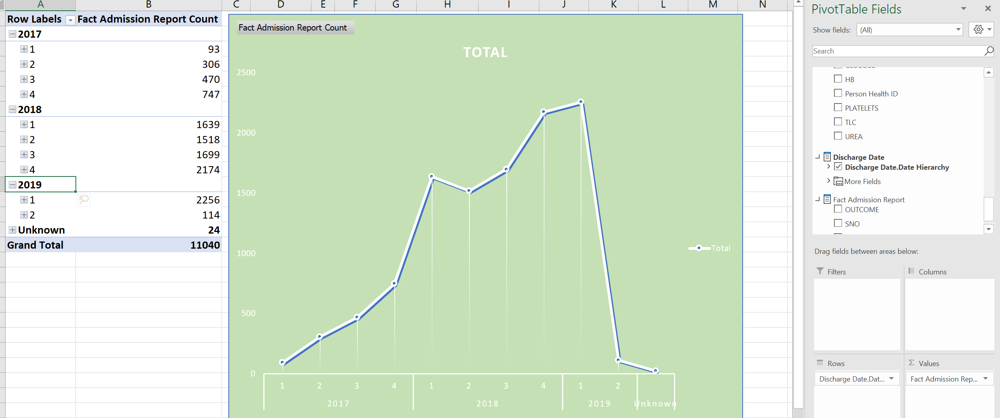 A B C D E F G H I J K L M N
Row Labels Fact Admission Report Count
2017
1 93
2 306
3 470
4 747
2018
1 1639
2 1518
3 1699
4 2174
2019
1 2256
2 114
Unknown 24
Grand Total 11040
Fact Admission Report Count
TOTAL
2500
2000
1500
1000
500
0
1 2 3 4 1 2 3 4 1 2
2017 2018 2019 Unknown
Total
PivotTable Fields
Show fields: (All)
Search
HB
Person Health ID
PLATELETS
TLC
UREA
Discharge Date
Discharge Date.Date Hierarchy
More Fields
Fact Admission Report
OUTCOME
SNO
Drag fields between areas below:
Filters
Columns
Rows
Discharge Date.Dat...
Σ Values
Fact Admission Rep...